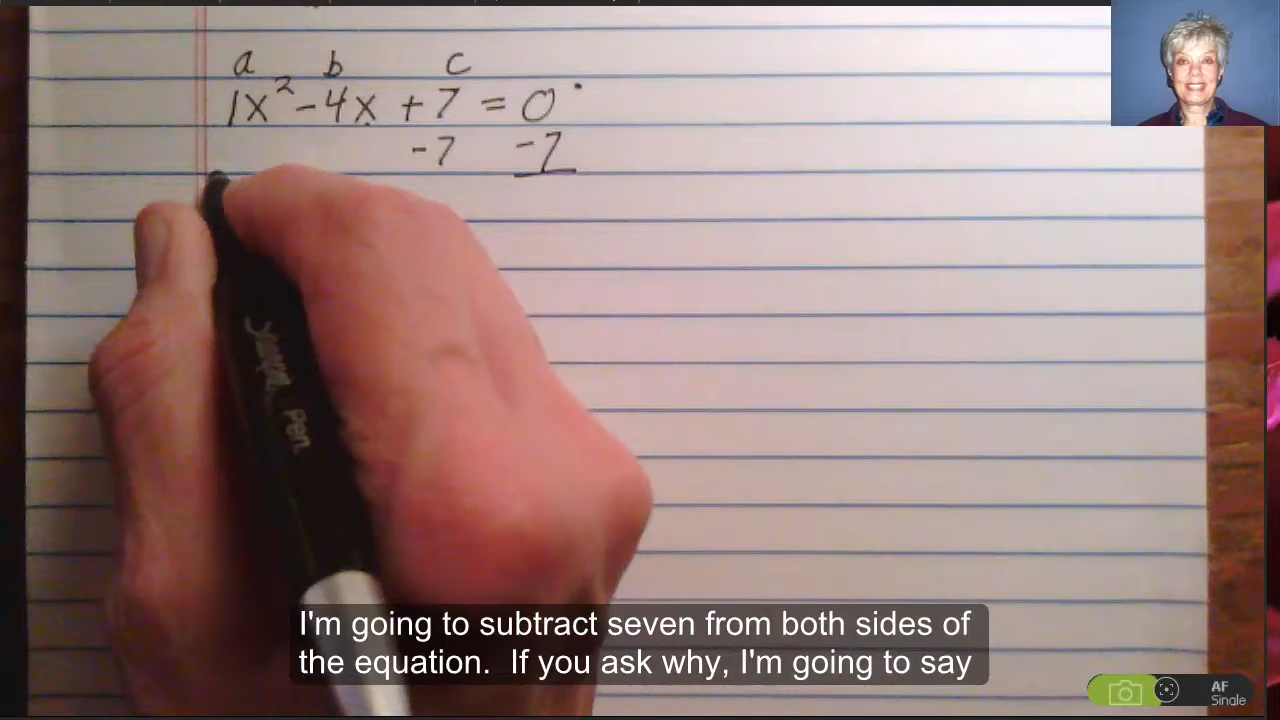 a b c
1x² - 4x + 7 = 0
-7 -7
Pen
I'm going to subtract seven from both sides of
the equation. If you ask why, I'm going to say
AF
Single